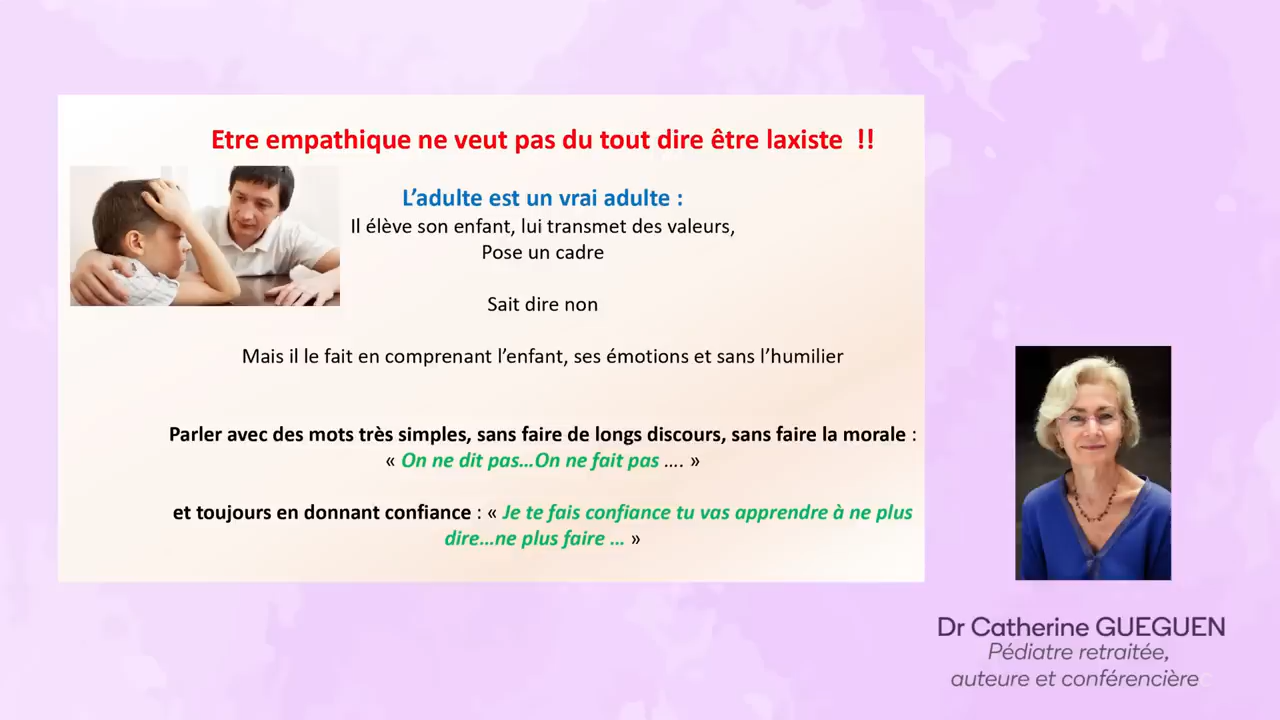 Etre empathique ne veut pas du tout dire être laxiste !!
L’adulte est un vrai adulte :
Il élève son enfant, lui transmet des valeurs,
Pose un cadre
Sait dire non
Mais il le fait en comprenant l’enfant, ses émotions et sans l’humilier
Parler avec des mots très simples, sans faire de longs discours, sans faire la morale :
« On ne dit pas…On ne fait pas …. »
et toujours en donnant confiance : « Je te fais confiance tu vas apprendre à ne plus
dire…ne plus faire … »
Dr Catherine GUEGUEN
Pédiatre retraitée,
auteure et conférencière